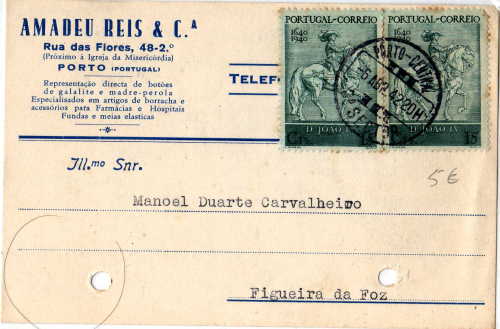 AMADEU REIS & C.ª
Rua das Flores, 48-2.º
(Próximo à Igreja da Misericórdia)
PORTO (PORTUGAL)
Representação directa de botões
de galalite e madre-perola
Especialisados em artigos de borracha e
acessórios para Farmácias e Hospitais
Fundas e meias elasticas
TELEF
PORTUGAL-CORREIO
1640
1940
D. JOÃO IV
PORTUGAL-CORREIO
1640
1940
D. JOÃO IV
15
PORTO-CENTRAL
5€
Ill.mo Snr.
Manoel Duarte Carvalheiro
Figueira da Foz